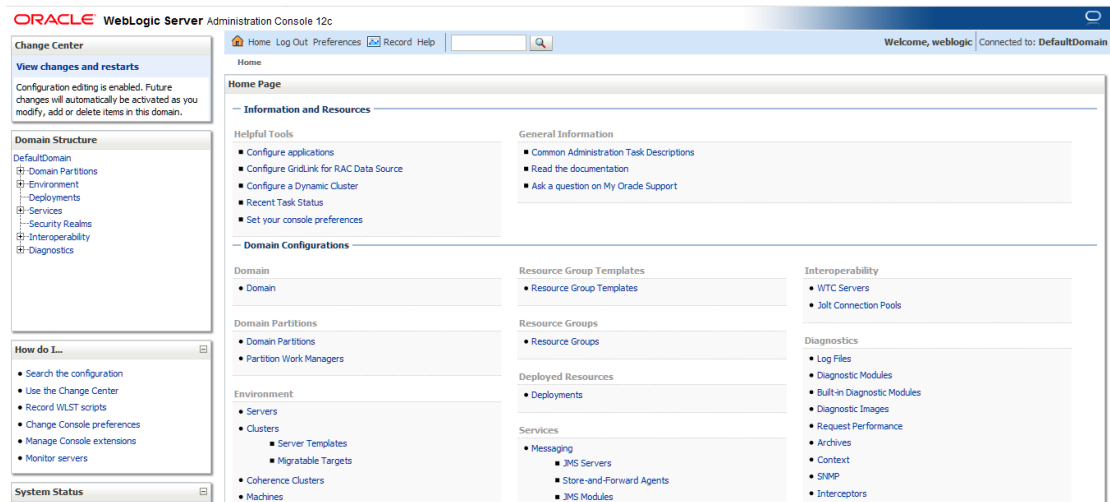 ORACLE WebLogic Server Administration Console 12c
Change Center
View changes and restarts
Configuration editing is enabled. Future
changes will automatically be activated as you
modify, add or delete items in this domain.
Domain Structure
DefaultDomain
Domain Partitions
Environment
Deployments
Services
Security Realms
Interoperability
Diagnostics
How do I...
Search the configuration
Use the Change Center
Record WLST scripts
Change Console preferences
Manage Console extensions
Monitor servers
System Status
Home Log Out Preferences Record Help
Welcome, weblogic Connected to: DefaultDomain
Home
Home Page
Information and Resources
Helpful Tools
Configure applications
Configure GridLink for RAC Data Source
Configure a Dynamic Cluster
Recent Task Status
Set your console preferences
General Information
Common Administration Task Descriptions
Read the documentation
Ask a question on My Oracle Support
Domain Configurations
Domain
Domain
Domain Partitions
Domain Partitions
Partition Work Managers
Environment
Servers
Clusters
Server Templates
Migratable Targets
Coherence Clusters
Machines
Resource Group Templates
Resource Group Templates
Resource Groups
Resource Groups
Deployed Resources
Deployments
Services
Messaging
JMS Servers
Store-and-Forward Agents
JMS Modules
Interoperability
WTC Servers
Jolt Connection Pools
Diagnostics
Log Files
Diagnostic Modules
Built-in Diagnostic Modules
Diagnostic Images
Request Performance
Archives
Context
SNMP
Interceptors